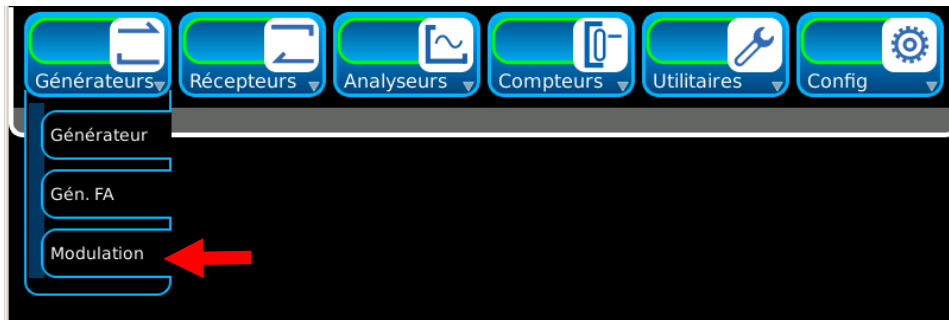 Générateurs Récepteurs Analyseurs Compteurs Utilitaires Config
Générateur
Gén. FA
Modulation